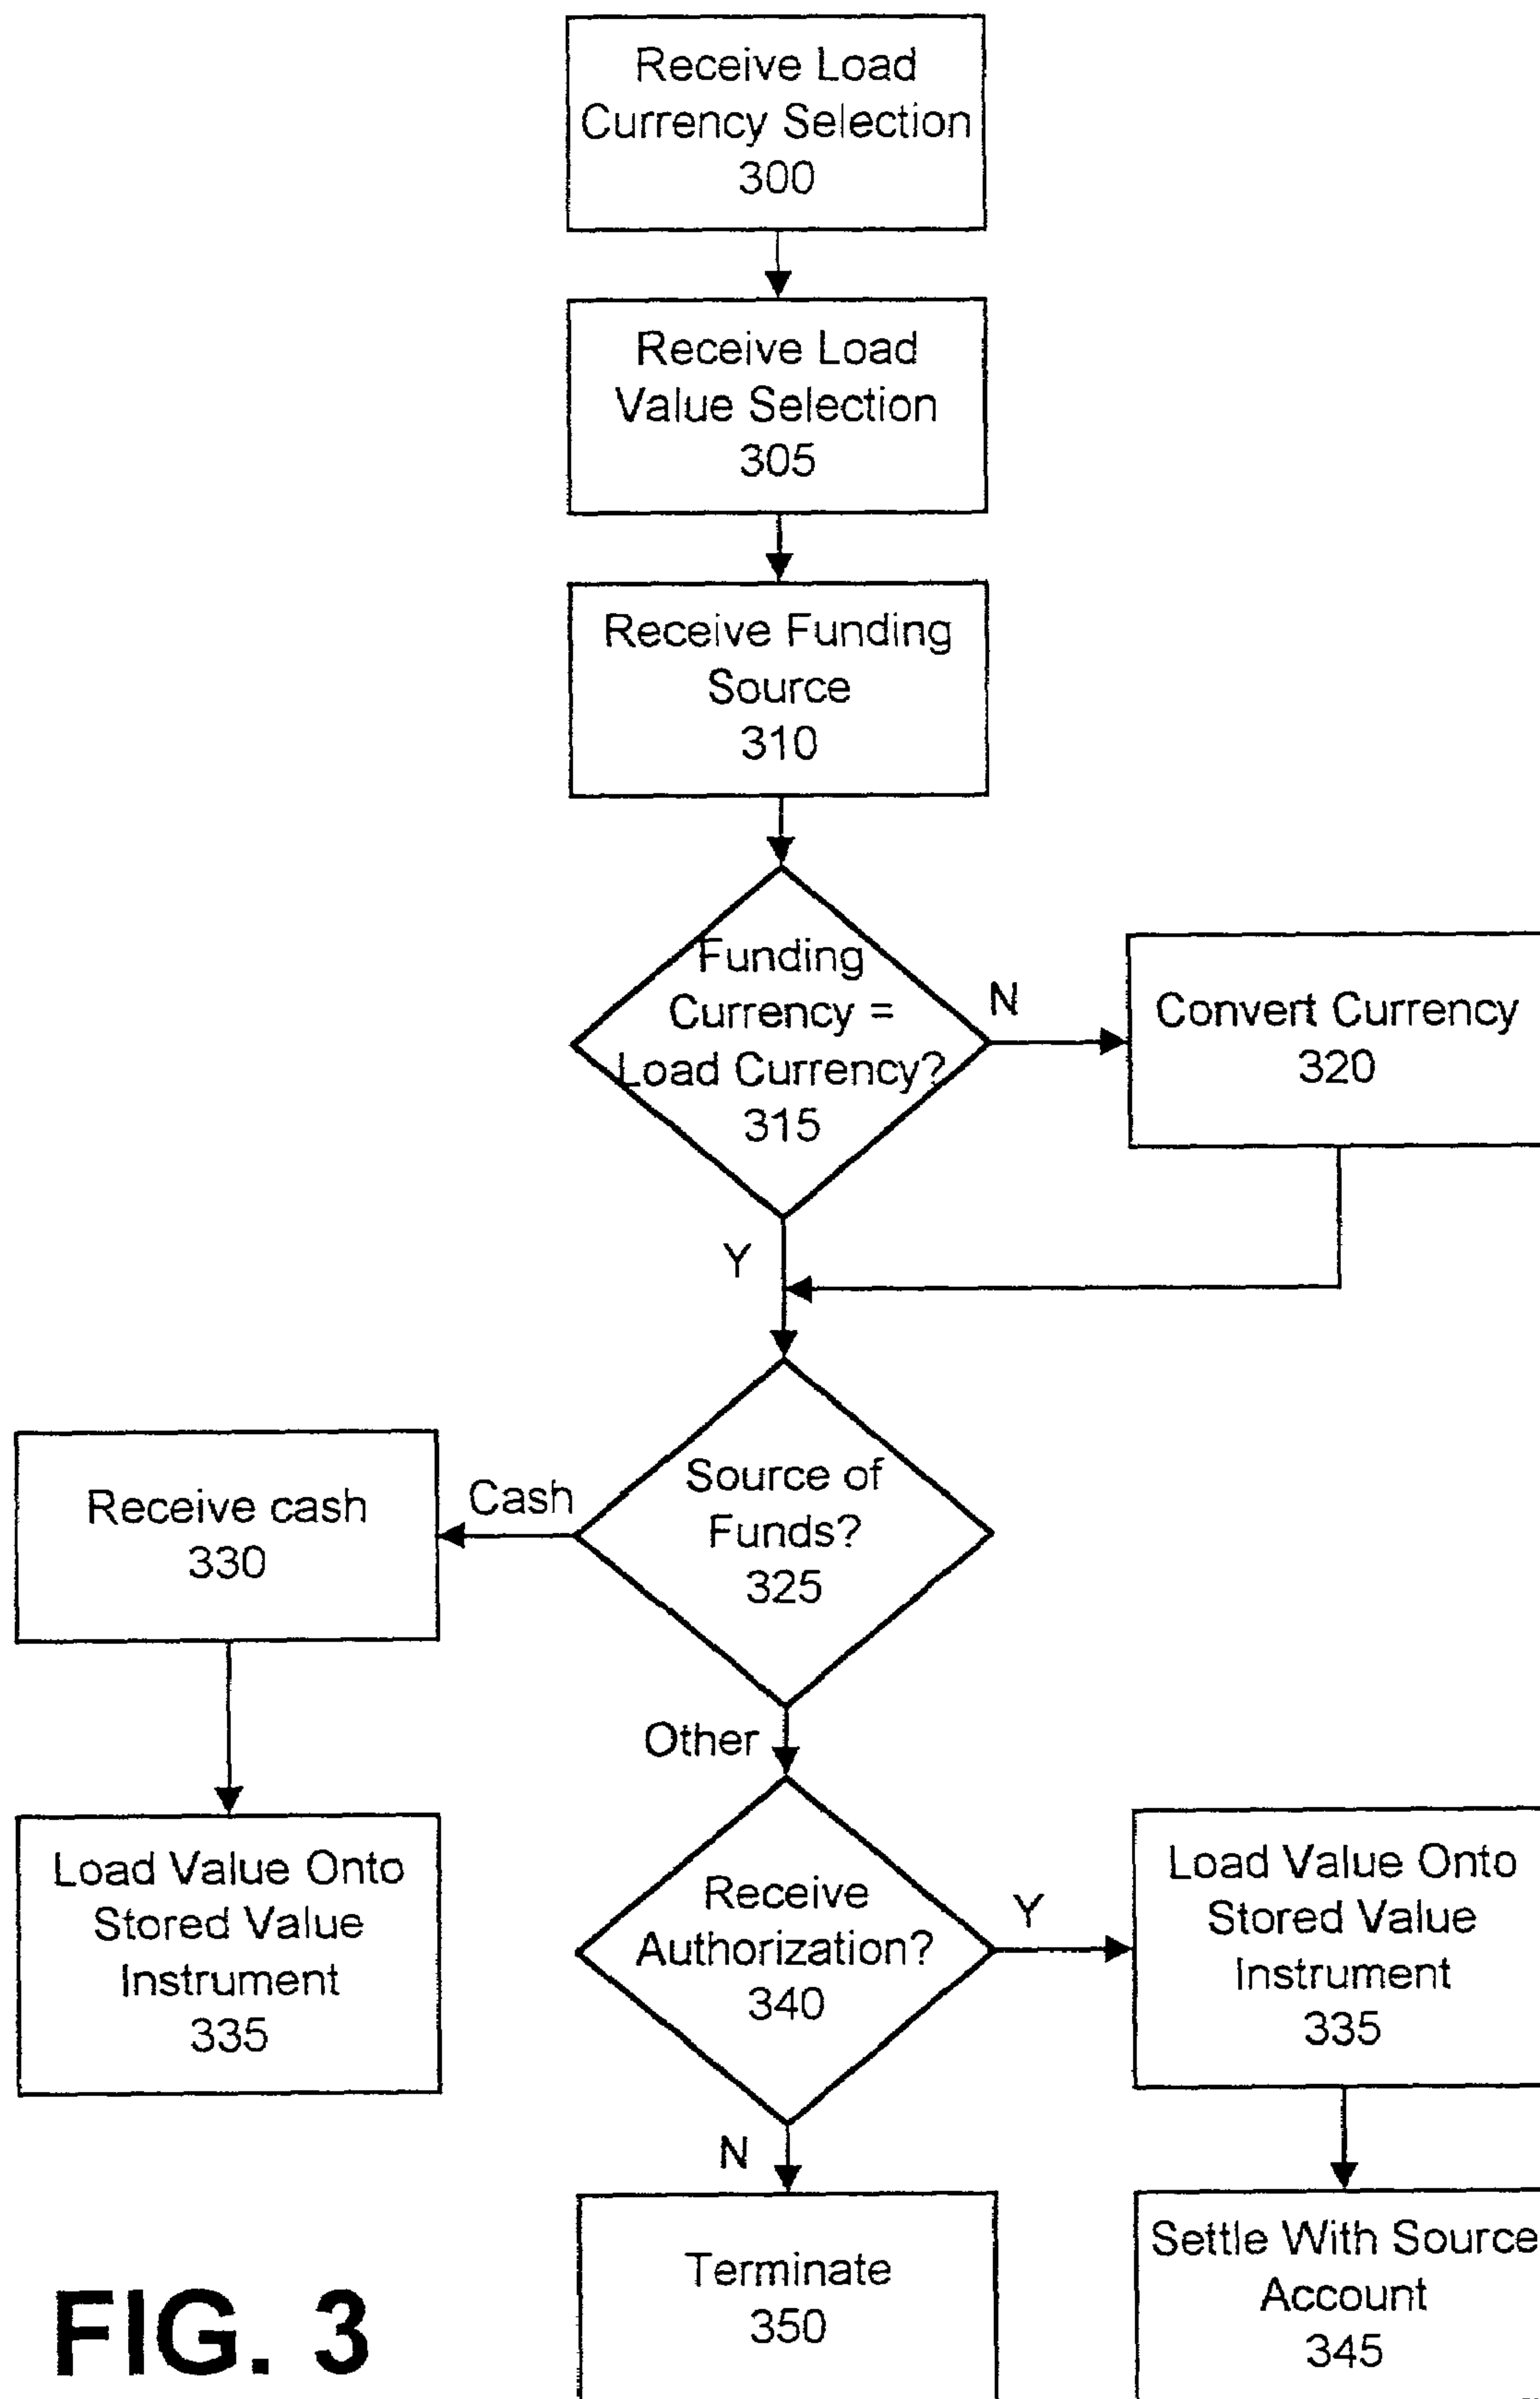 Receive Load
Currency Selection
300
Receive Load
Value Selection
305
Receive Funding
Source
310
Funding
Currency =
Load Currency?
315
N
Convert Currency
320
Y
Source of
Funds?
325
Cash
Receive cash
330
Load Value Onto
Stored Value
Instrument
335
Other
Receive
Authorization?
340
Y
Load Value Onto
Stored Value
Instrument
335
N
Terminate
350
Settle With Source
Account
345
FIG. 3